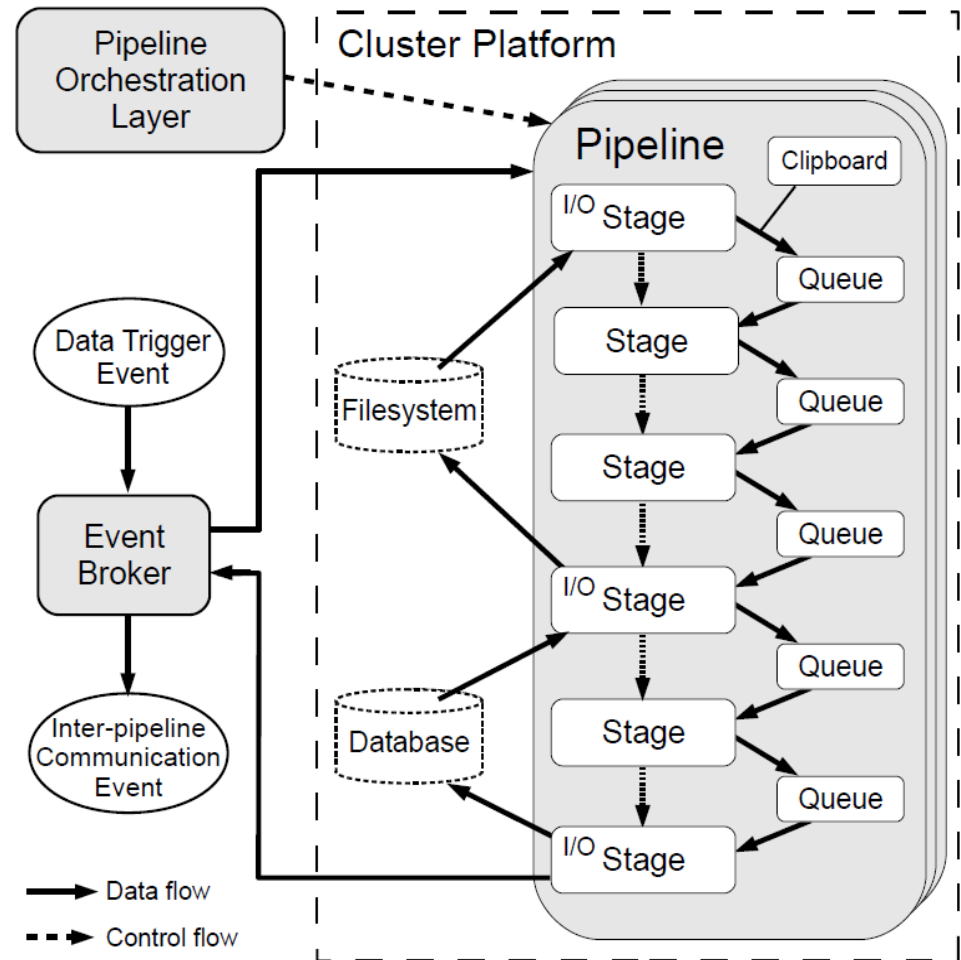 Pipeline
Orchestration
Layer
Cluster Platform
Pipeline
Clipboard
I/O Stage
Queue
Stage
Queue
Stage
Queue
I/O Stage
Queue
Stage
Queue
I/O Stage
Data Trigger
Event
Filesystem
Event
Broker
Inter-pipeline
Communication
Event
Database
Data flow
Control flow